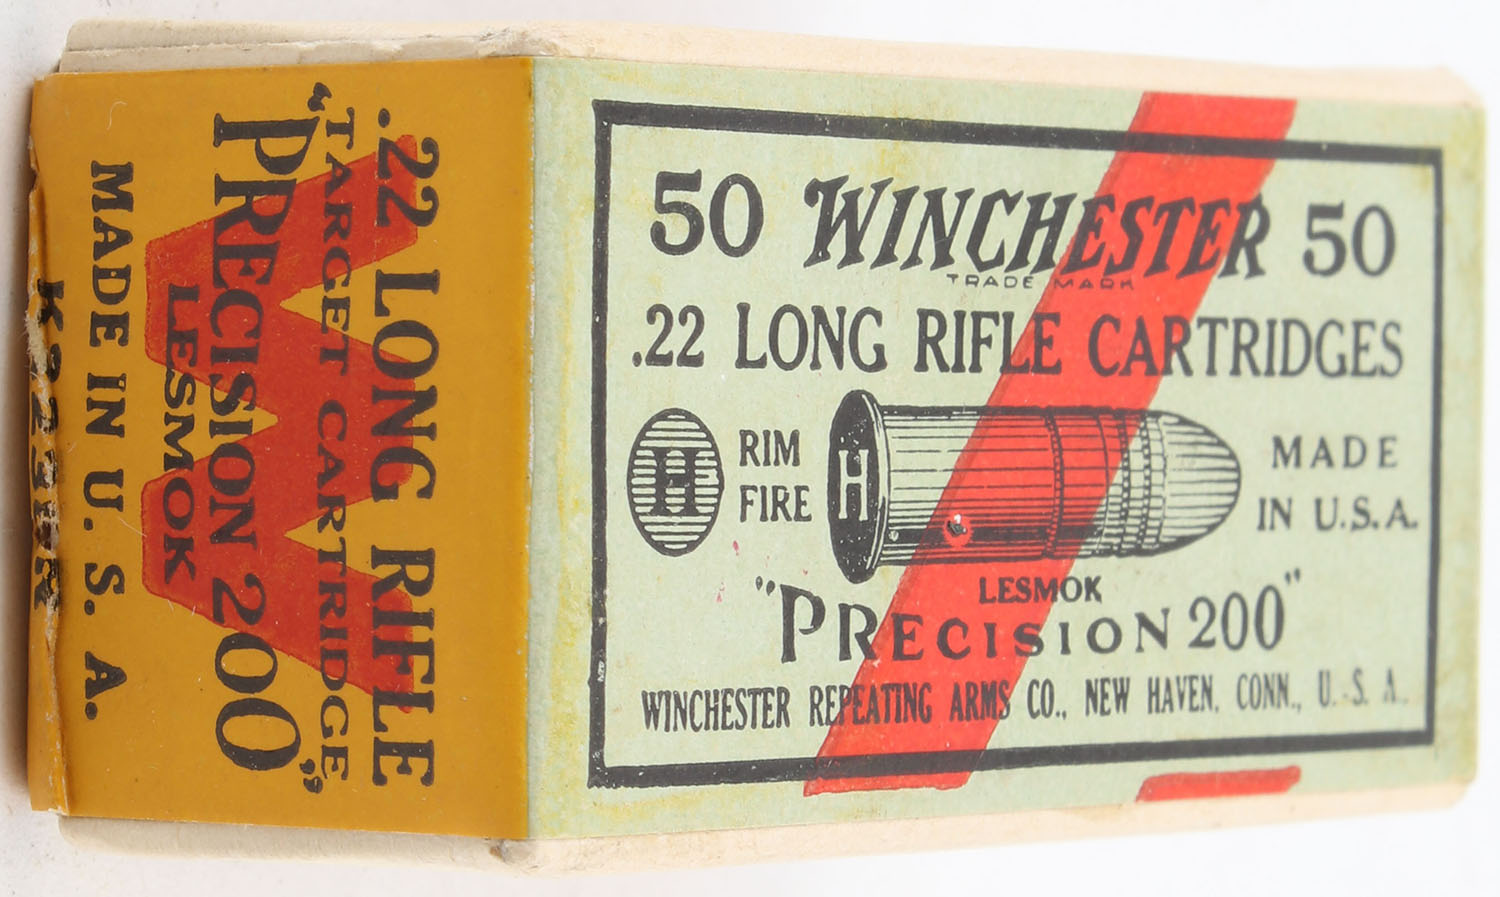 50 WINCHESTER 50
TRADE MARK
.22 LONG RIFLE CARTRIDGES
H
RIM
FIRE
H
MADE
IN U.S.A.
LESMOK
"PRECISION 200"
WINCHESTER REPEATING ARMS CO., NEW HAVEN, CONN., U. S. A.
.22 LONG RIFLE
TARGET CARTRIDGE
"PRECISION 200"
LESMOK
MADE IN U. S. A.